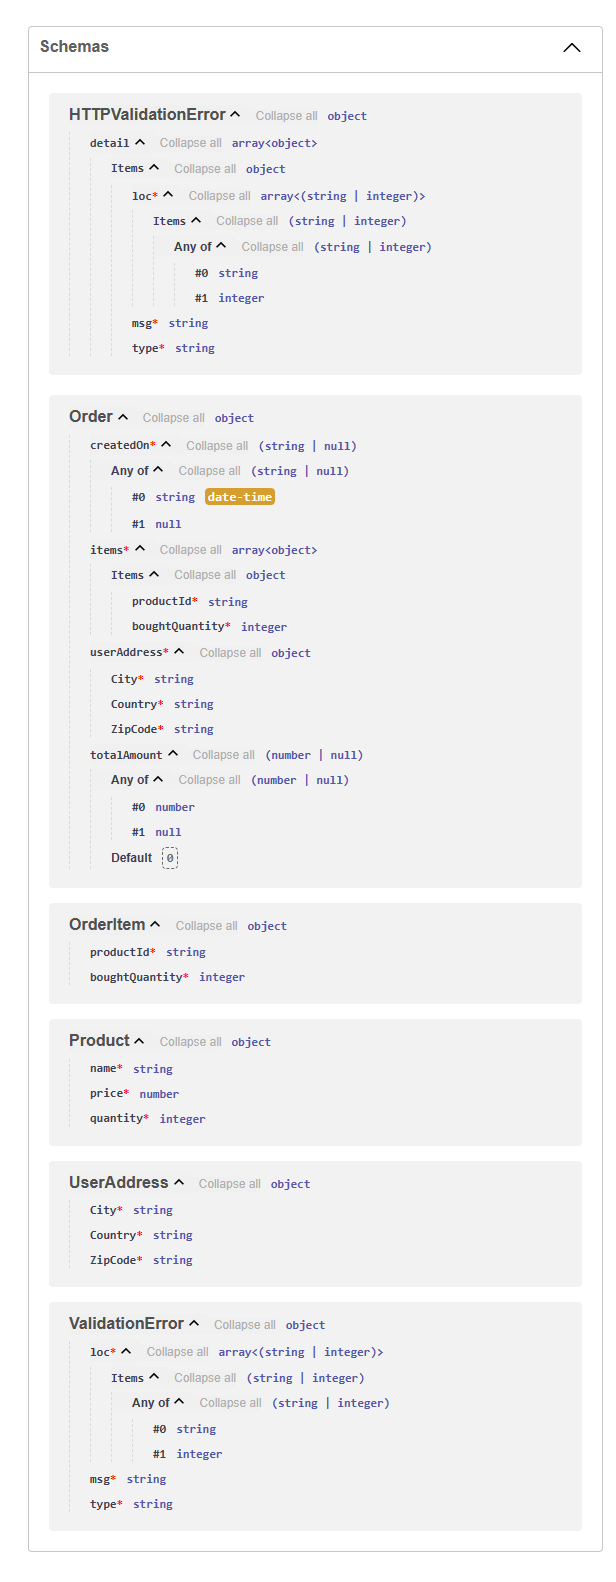 Schemas
HTTPValidationError Collapse all object
detail Collapse all array<object>
Items Collapse all object
loc* Collapse all array<(string | integer)>
Items Collapse all (string | integer)
Any of Collapse all (string | integer)
#0 string
#1 integer
msg* string
type* string
Order Collapse all object
createdOn* Collapse all (string | null)
Any of Collapse all (string | null)
#0 string date-time
#1 null
items* Collapse all array<object>
Items Collapse all object
productId* string
boughtQuantity* integer
userAddress* Collapse all object
City* string
Country* string
ZipCode* string
totalAmount Collapse all (number | null)
Any of Collapse all (number | null)
#0 number
#1 null
Default 0
OrderItem Collapse all object
productId* string
boughtQuantity* integer
Product Collapse all object
name* string
price* number
quantity* integer
UserAddress Collapse all object
City* string
Country* string
ZipCode* string
ValidationError Collapse all object
loc* Collapse all array<(string | integer)>
Items Collapse all (string | integer)
Any of Collapse all (string | integer)
#0 string
#1 integer
msg* string
type* string